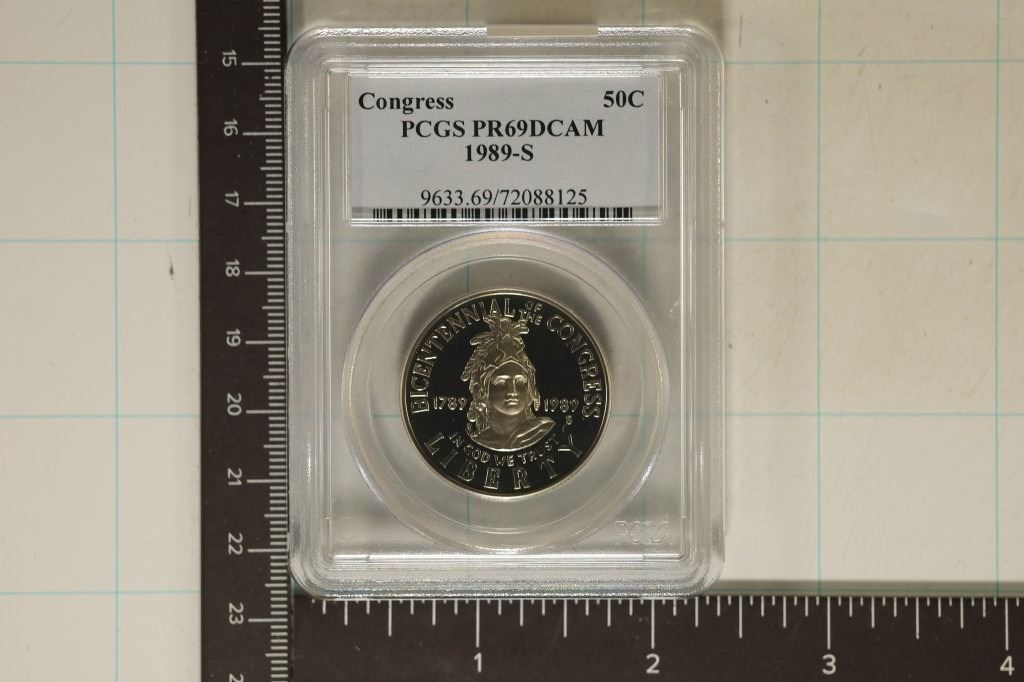 Congress 50C
PCGS PR69DCAM
1989-S
9633.69/72088125
BICENTENNIAL OF THE CONGRESS
1789 1989
S
IN GOD WE TRUST
LIBERTY
PCGS
15
16
17
18
19
20
21
22
23
1 2 3 4